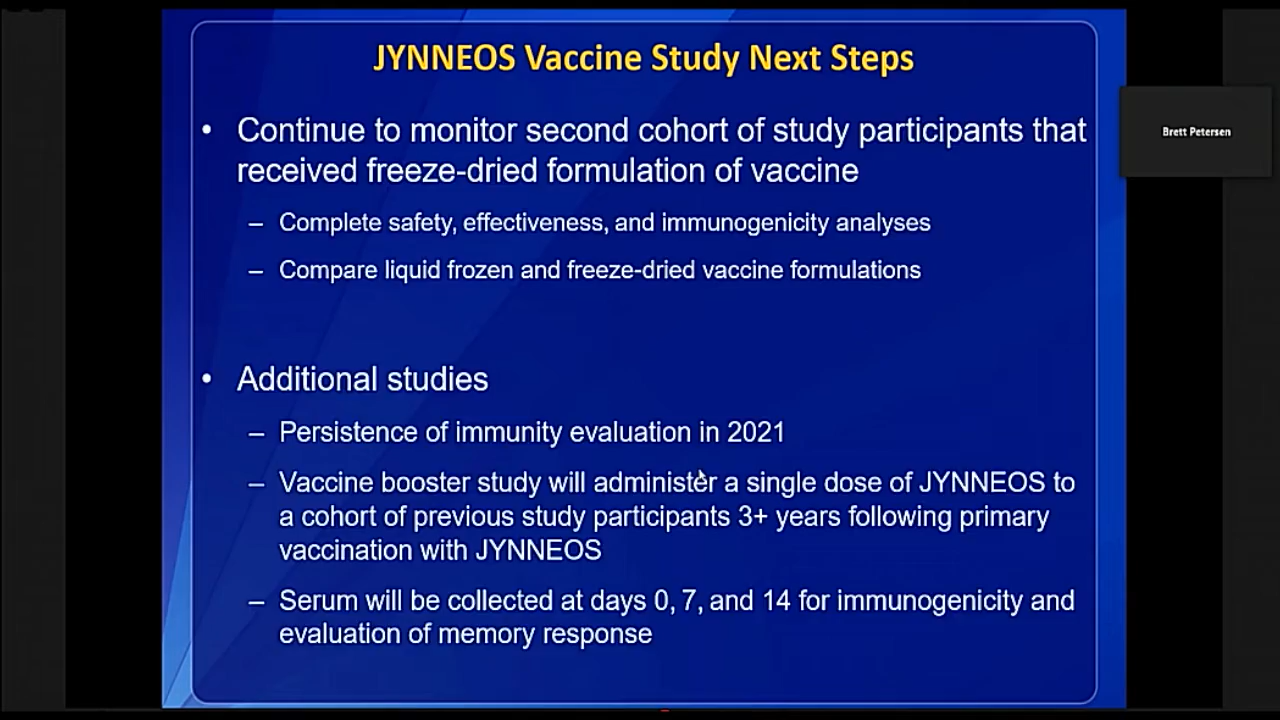 JYNNEOS Vaccine Study Next Steps
• Continue to monitor second cohort of study participants that
received freeze-dried formulation of vaccine
– Complete safety, effectiveness, and immunogenicity analyses
– Compare liquid frozen and freeze-dried vaccine formulations
• Additional studies
– Persistence of immunity evaluation in 2021
– Vaccine booster study will administer a single dose of JYNNEOS to
a cohort of previous study participants 3+ years following primary
vaccination with JYNNEOS
– Serum will be collected at days 0, 7, and 14 for immunogenicity and
evaluation of memory response
Brett Petersen